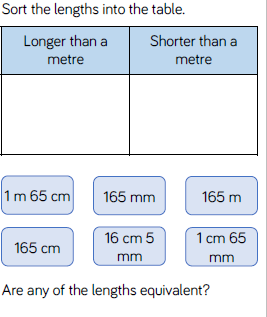 Sort the lengths into the table.
Longer than a
metre
Shorter than a
metre
1 m 65 cm
165 mm
165 m
165 cm
16 cm 5
mm
1 cm 65
mm
Are any of the lengths equivalent?